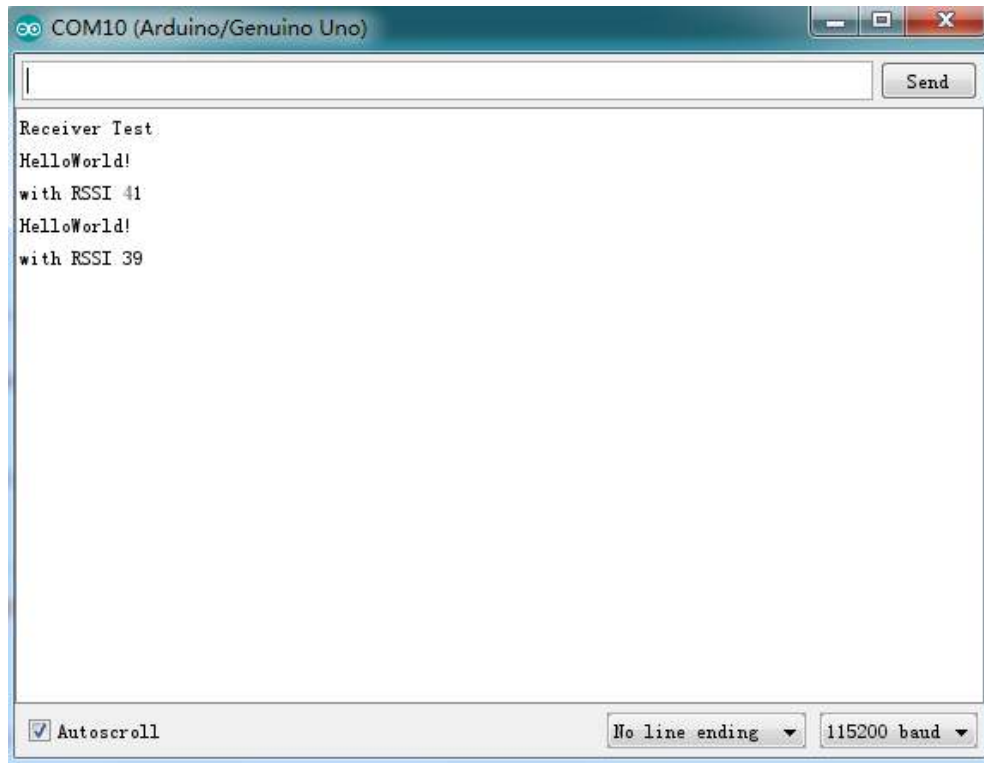 COM10 (Arduino/Genuino Uno)
Send
Receiver Test
HelloWorld!
with RSSI 41
HelloWorld!
with RSSI 39
Autoscroll
No line ending
115200 baud